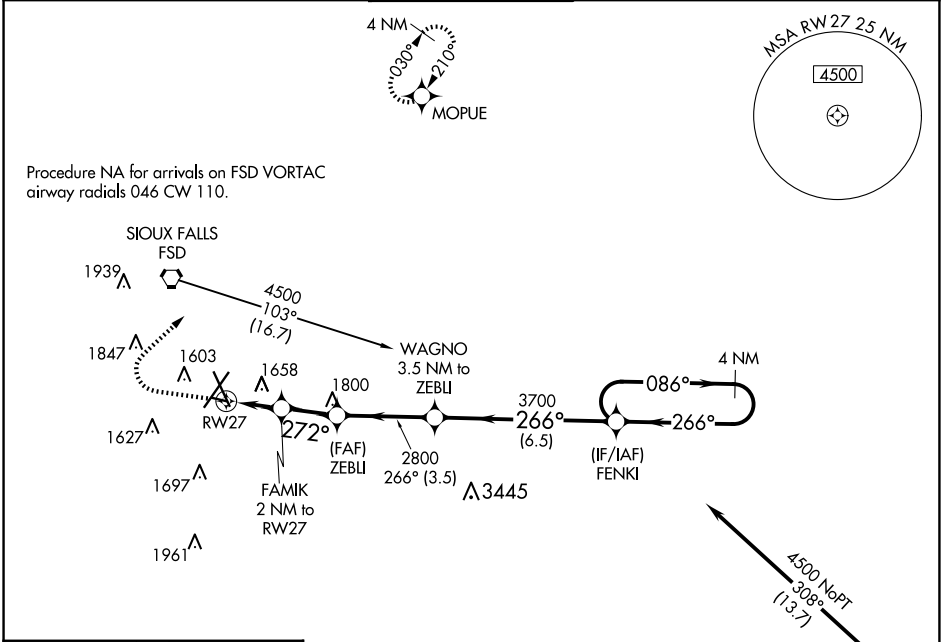 4 NM
030°
210°
MOPUE
MSA RW27 25 NM
4500
Procedure NA for arrivals on FSD VORTAC
airway radials 046 CW 110.
SIOUX FALLS
FSD
1939
4500
103°
(16.7)
1847
1603
1658
1800
WAGNO
3.5 NM to
ZEBLI
4 NM
086°
3700
266°
(6.5)
266°
RW27
272°
(FAF)
ZEBLI
2800
266° (3.5)
(IF/IAF)
FENKI
1627
3445
1697
FAMIK
2 NM to
RW27
1961
4500 NoPT
308°
(13.7)